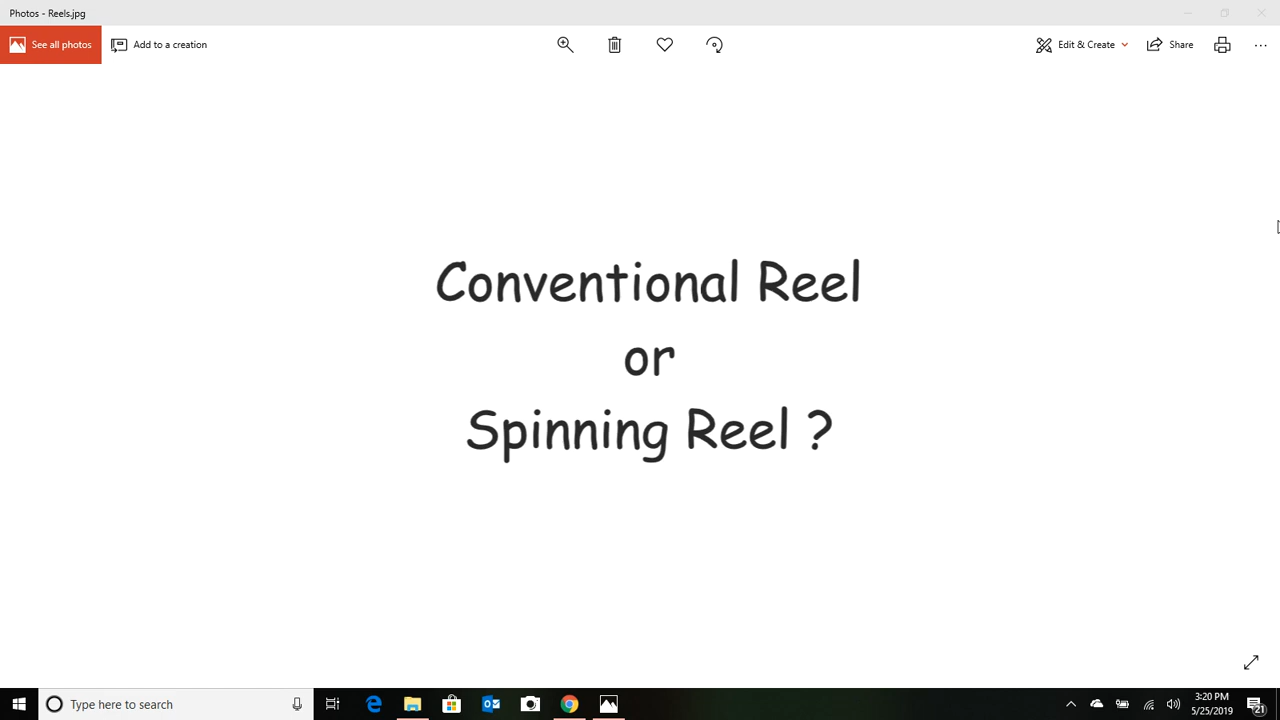 Photos - Reels.jpg
See all photos
Add to a creation
Edit & Create
Share
Conventional Reel
or
Spinning Reel ?
Type here to search
3:20 PM
5/25/2019
21